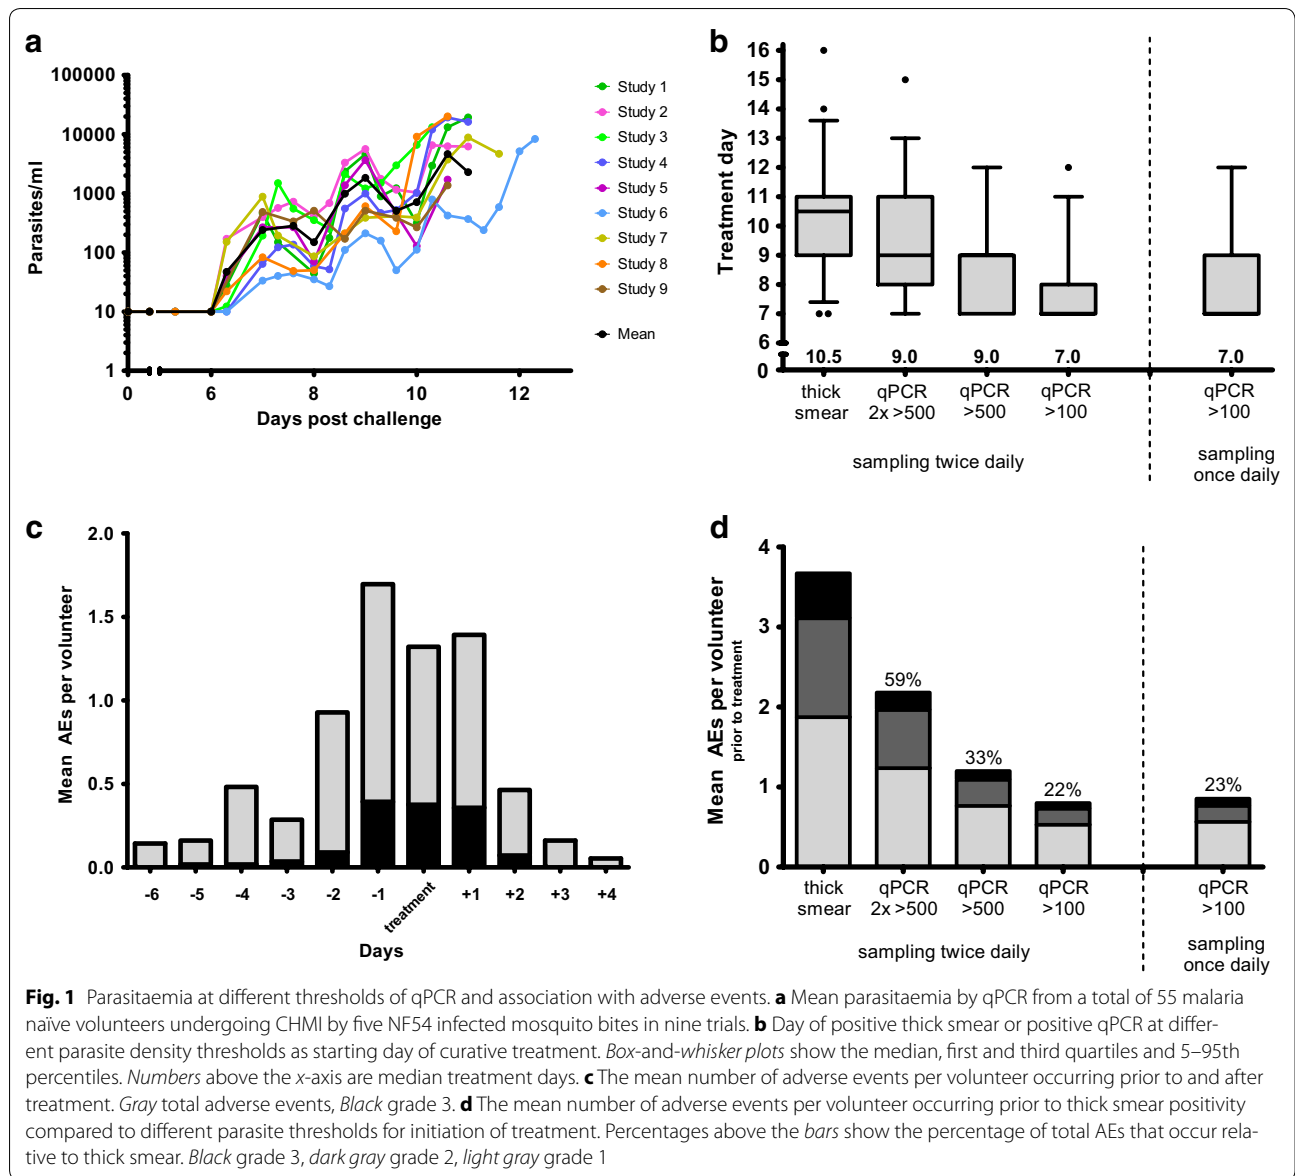 a
Parasites/ml
100000
10000
1000
100
10
1
0
6
8
10
12
Days post challenge
Study 1
Study 2
Study 3
Study 4
Study 5
Study 6
Study 7
Study 8
Study 9
Mean
b
Treatment day
16
15
14
13
12
11
10
9
8
7
6
0
10.5
9.0
9.0
7.0
7.0
thick
smear
qPCR
2x >500
qPCR
>500
qPCR
>100
qPCR
>100
sampling twice daily
sampling
once daily
c
Mean AEs per volunteer
2.0
1.5
1.0
0.5
0.0
-6
-5
-4
-3
-2
-1
treatment
+1
+2
+3
+4
Days
d
Mean AEs per volunteer
prior to treatment
4
3
2
1
0
59%
33%
22%
23%
thick
smear
qPCR
2x >500
qPCR
>500
qPCR
>100
qPCR
>100
sampling twice daily
sampling
once daily
Fig. 1 Parasitaemia at different thresholds of qPCR and association with adverse events. a Mean parasitaemia by qPCR from a total of 55 malaria
naïve volunteers undergoing CHMI by five NF54 infected mosquito bites in nine trials. b Day of positive thick smear or positive qPCR at differ-
ent parasite density thresholds as starting day of curative treatment. Box-and-whisker plots show the median, first and third quartiles and 5–95th
percentiles. Numbers above the x-axis are median treatment days. c The mean number of adverse events per volunteer occurring prior to and after
treatment. Gray total adverse events, Black grade 3. d The mean number of adverse events per volunteer occurring prior to thick smear positivity
compared to different parasite thresholds for initiation of treatment. Percentages above the bars show the percentage of total AEs that occur rela-
tive to thick smear. Black grade 3, dark gray grade 2, light gray grade 1